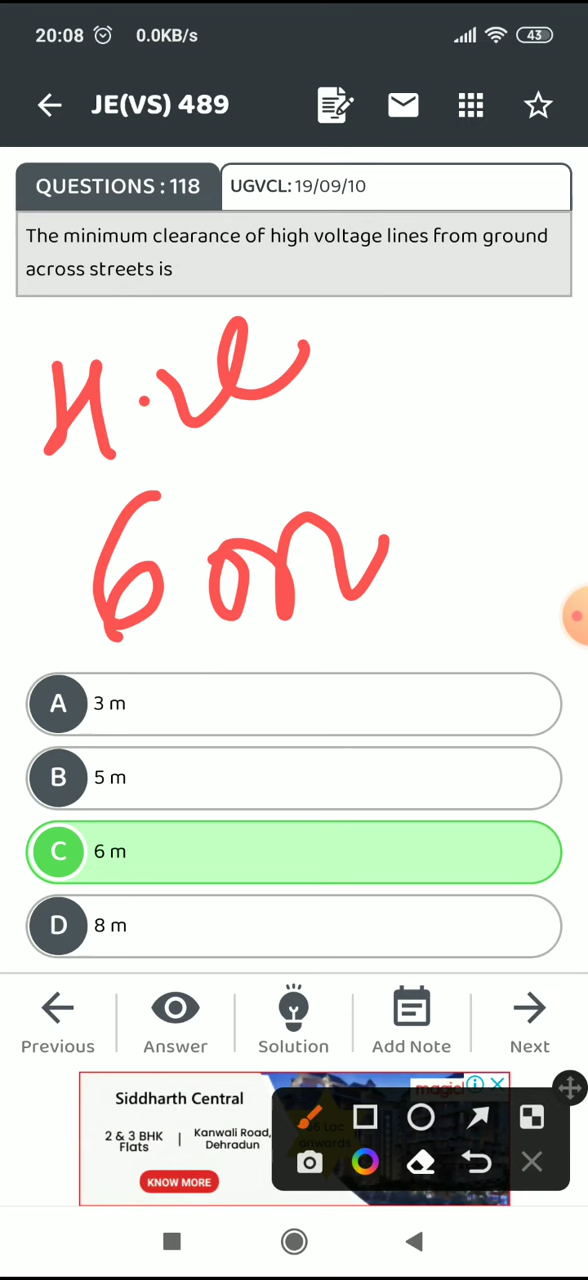 20:08 0.0KB/s 43
JE(VS) 489
QUESTIONS : 118 UGVCL: 19/09/10
The minimum clearance of high voltage lines from ground
across streets is
6 m
A 3 m
B 5 m
C 6 m
D 8 m
Previous Answer Solution Add Note Next
Siddharth Central
2 & 3 BHK Flats | Kanwali Road, Dehradun
KNOW MORE